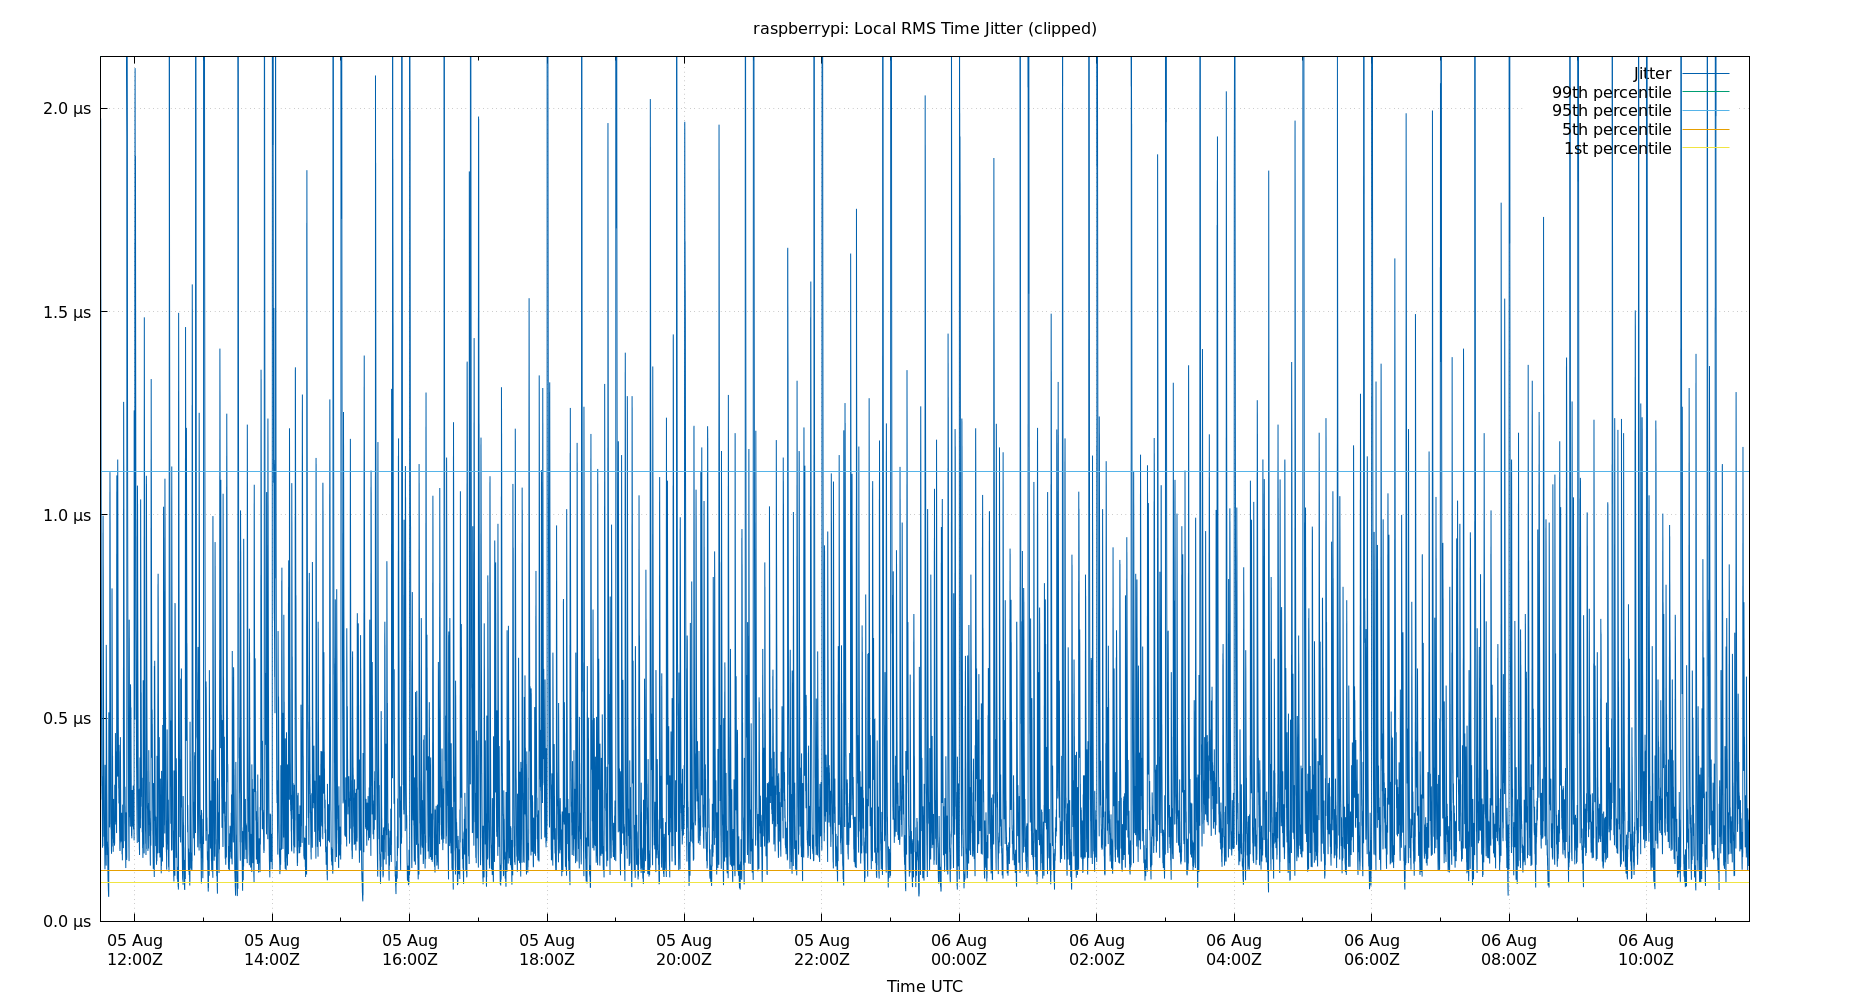 raspberrypi: Local RMS Time Jitter (clipped)
Jitter
99th percentile
95th percentile
5th percentile
1st percentile
2.0 µs
1.5 µs
1.0 µs
0.5 µs
0.0 µs
05 Aug 12:00Z
05 Aug 14:00Z
05 Aug 16:00Z
05 Aug 18:00Z
05 Aug 20:00Z
05 Aug 22:00Z
06 Aug 00:00Z
06 Aug 02:00Z
06 Aug 04:00Z
06 Aug 06:00Z
06 Aug 08:00Z
06 Aug 10:00Z
Time UTC